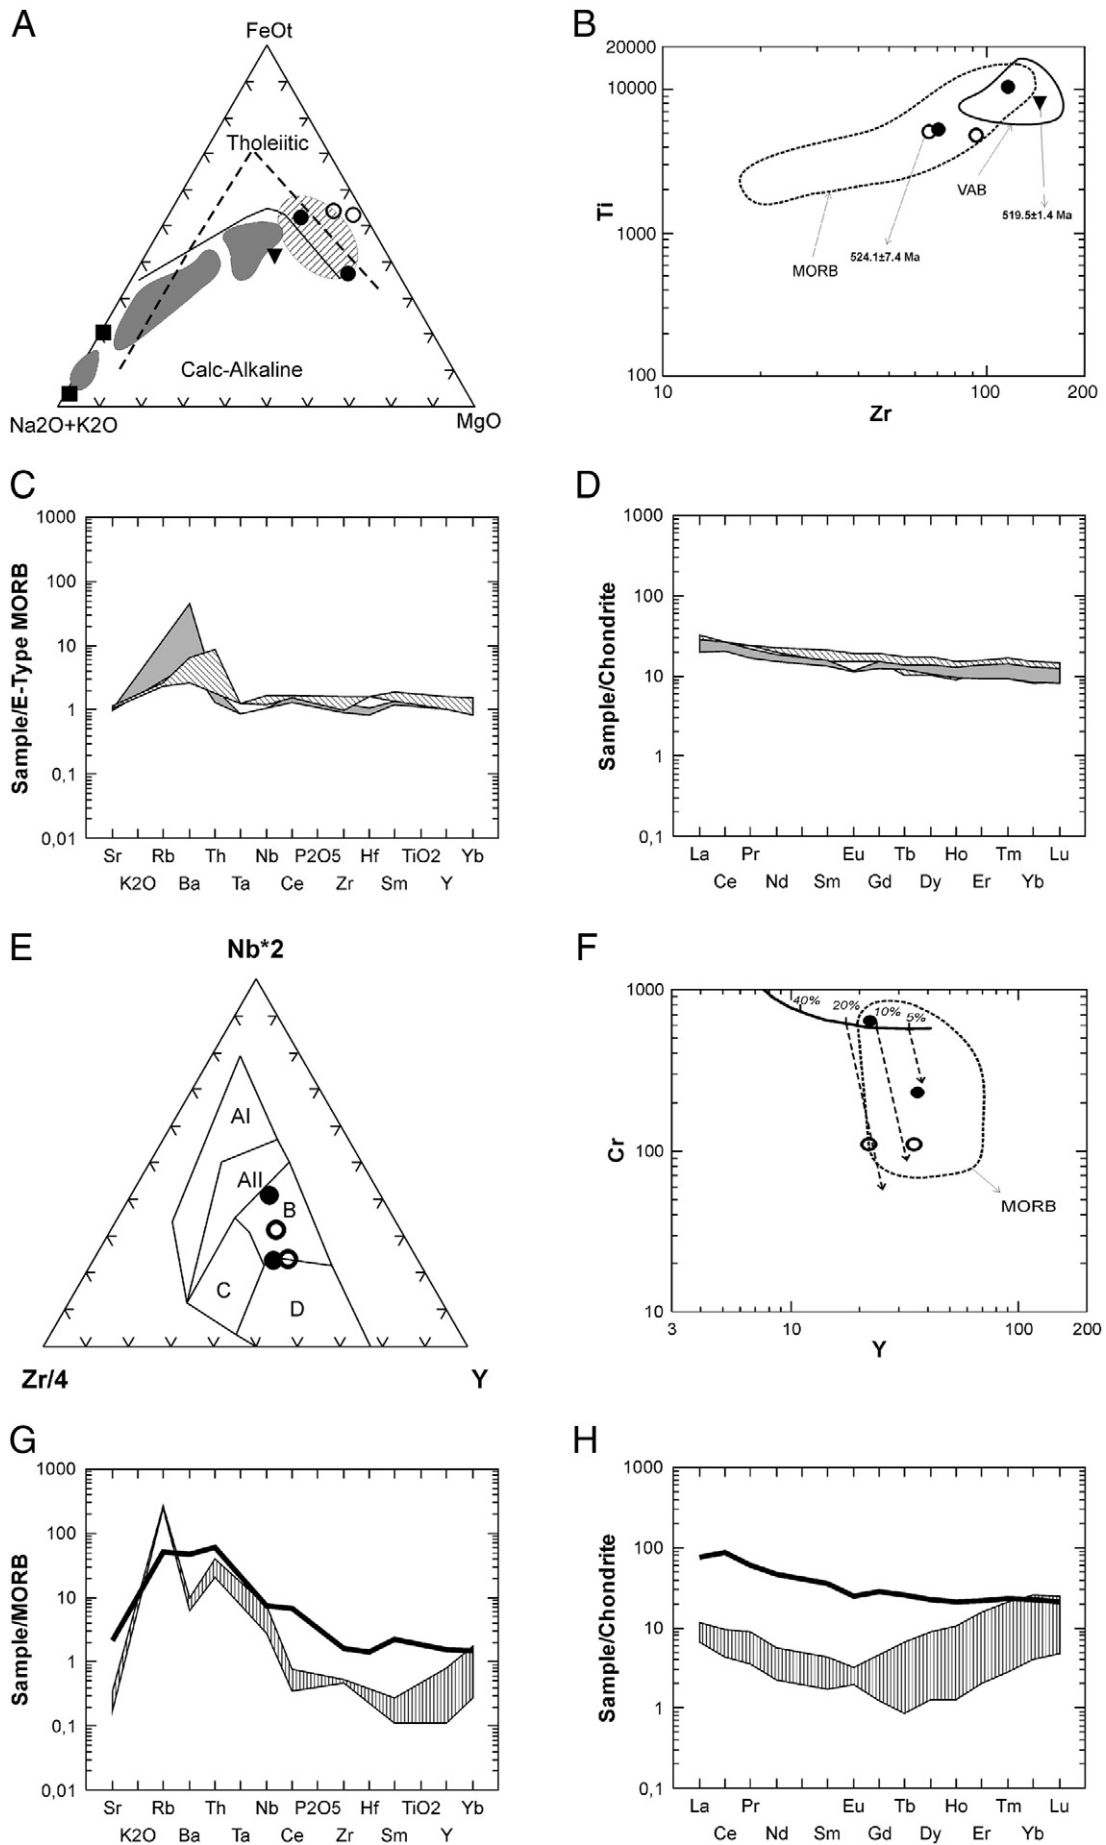 A
FeOt
Tholeiitic
Calc-Alkaline
Na2O+K2O
MgO
B
20000
10000
1000
100
Ti
10
100
200
Zr
MORB
VAB
524.1±7.4 Ma
519.5±1.4 Ma
C
1000
100
10
1
0,1
0,01
Sample/E-Type MORB
Sr Rb Th Nb P2O5 Hf TiO2 Yb
K2O Ba Ta Ce Zr Sm Y
D
1000
100
10
1
0,1
Sample/Chondrite
La Pr Eu Tb Ho Tm Lu
Ce Nd Sm Gd Dy Er Yb
E
Nb*2
AI
AII
B
C
D
Zr/4
Y
F
1000
100
10
Cr
40%
20%
10%
5%
MORB
3
10
100
200
Y
G
1000
100
10
1
0,1
0,01
Sample/MORB
Sr Rb Th Nb P2O5 Hf TiO2 Yb
K2O Ba Ta Ce Zr Sm Y
H
1000
100
10
1
0,1
Sample/Chondrite
La Pr Eu Tb Ho Tm Lu
Ce Nd Sm Gd Dy Er Yb